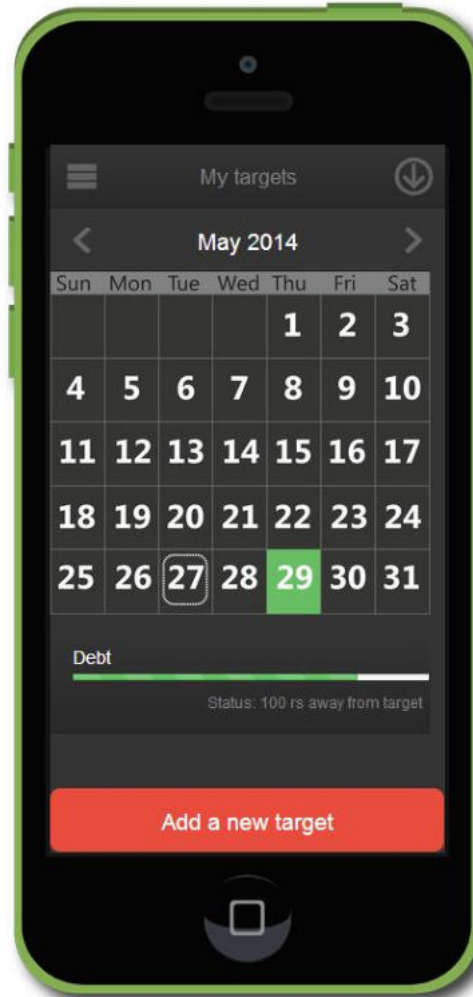 My targets
May 2014
Sun Mon Tue Wed Thu Fri Sat
1 2 3
4 5 6 7 8 9 10
11 12 13 14 15 16 17
18 19 20 21 22 23 24
25 26 27 28 29 30 31
Debt
Status: 100 rs away from target
Add a new target